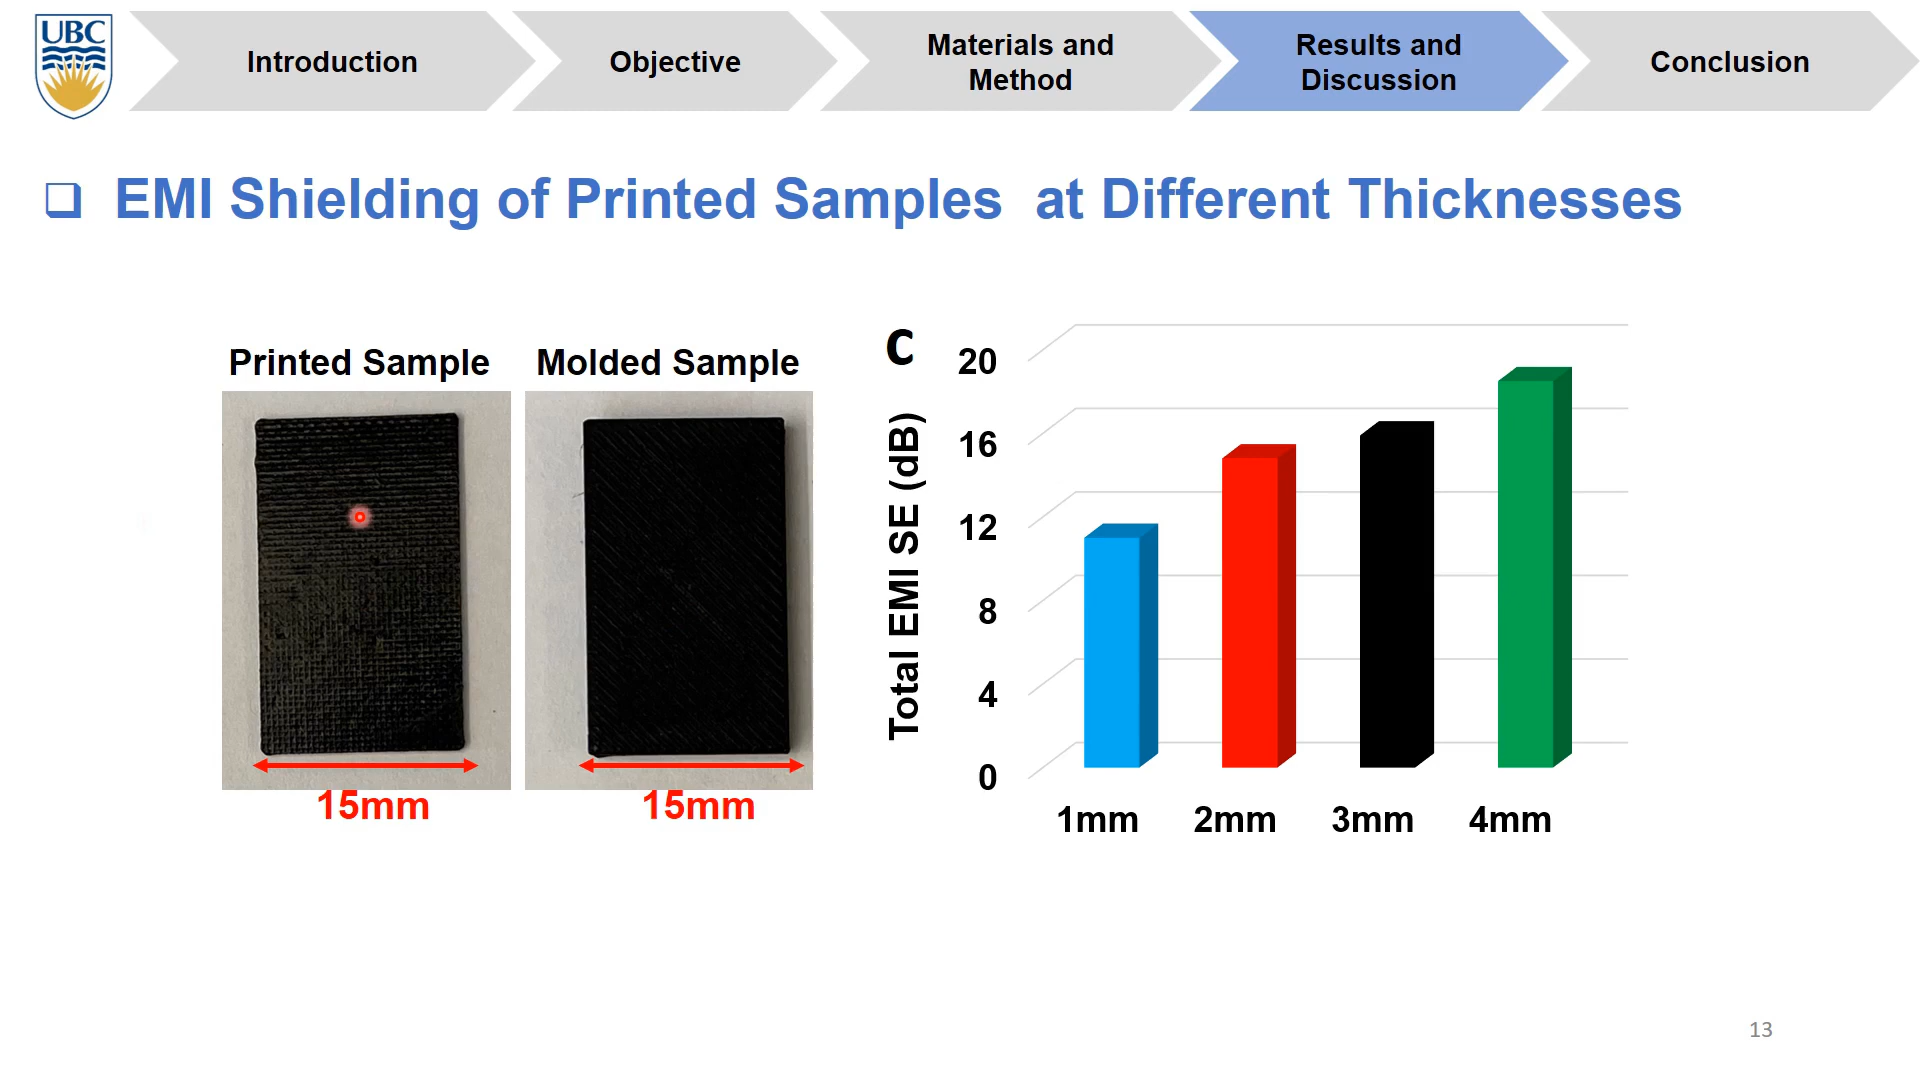 UBC
Introduction
Objective
Materials and
Method
Results and
Discussion
Conclusion
EMI Shielding of Printed Samples at Different Thicknesses
Printed Sample
Molded Sample
15mm
15mm
C
Total EMI SE (dB)
20
16
12
8
4
0
1mm 2mm 3mm 4mm
13